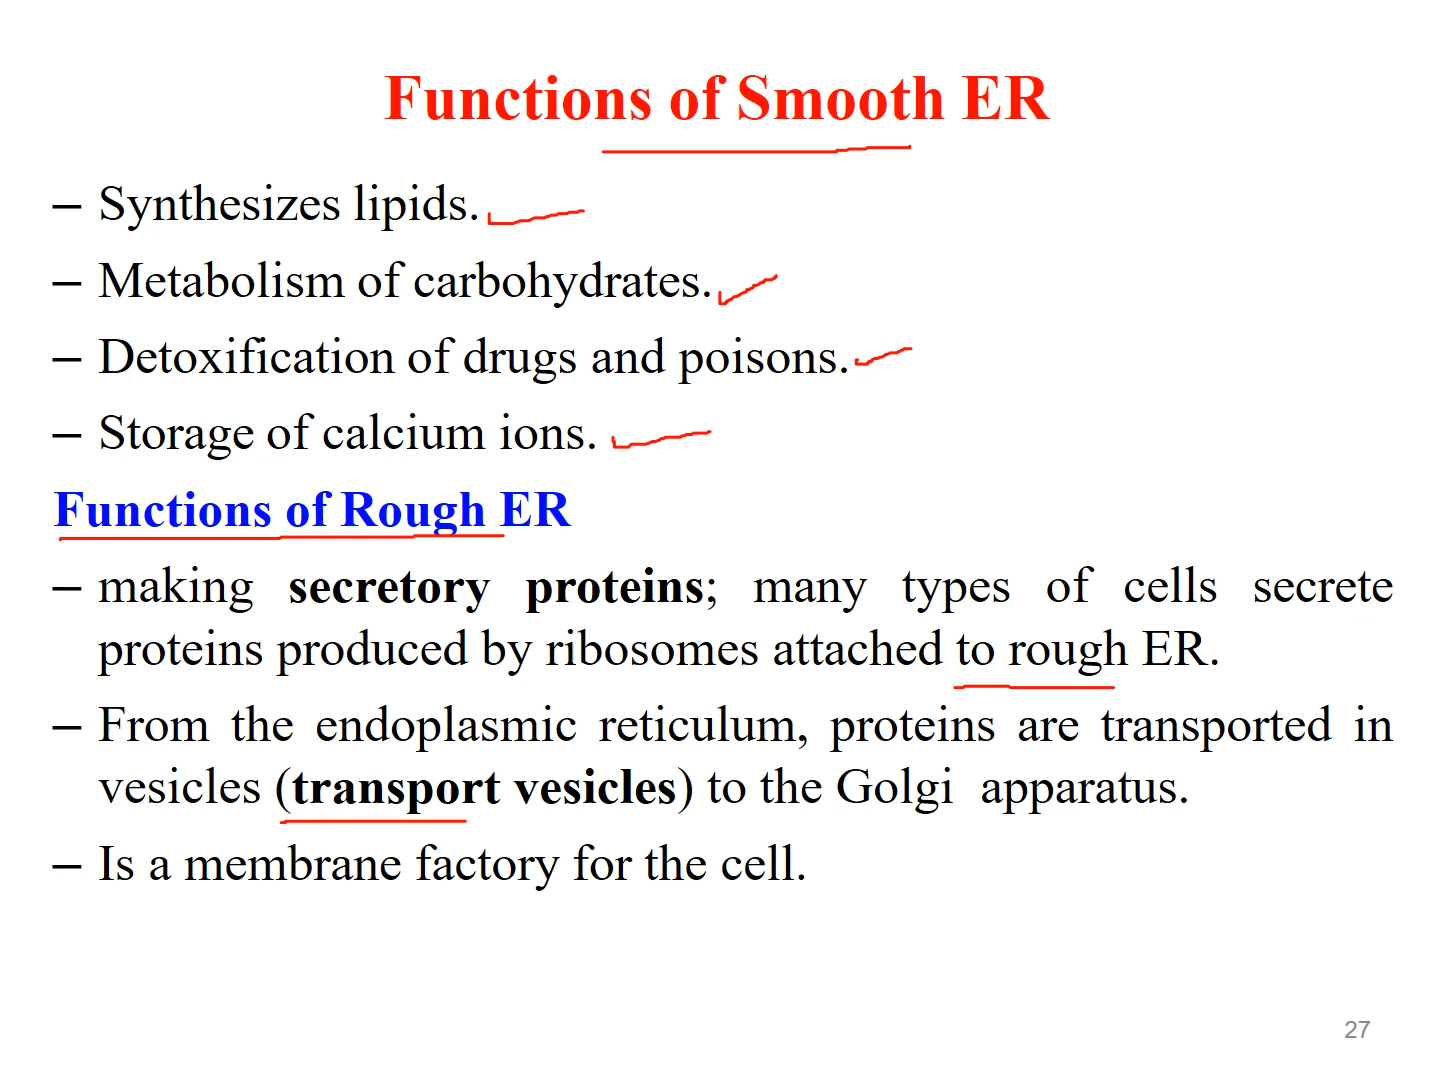 Functions of Smooth ER
– Synthesizes lipids.
– Metabolism of carbohydrates.
– Detoxification of drugs and poisons.
– Storage of calcium ions.
Functions of Rough ER
– making secretory proteins; many types of cells secrete
proteins produced by ribosomes attached to rough ER.
– From the endoplasmic reticulum, proteins are transported in
vesicles (transport vesicles) to the Golgi apparatus.
– Is a membrane factory for the cell.
27